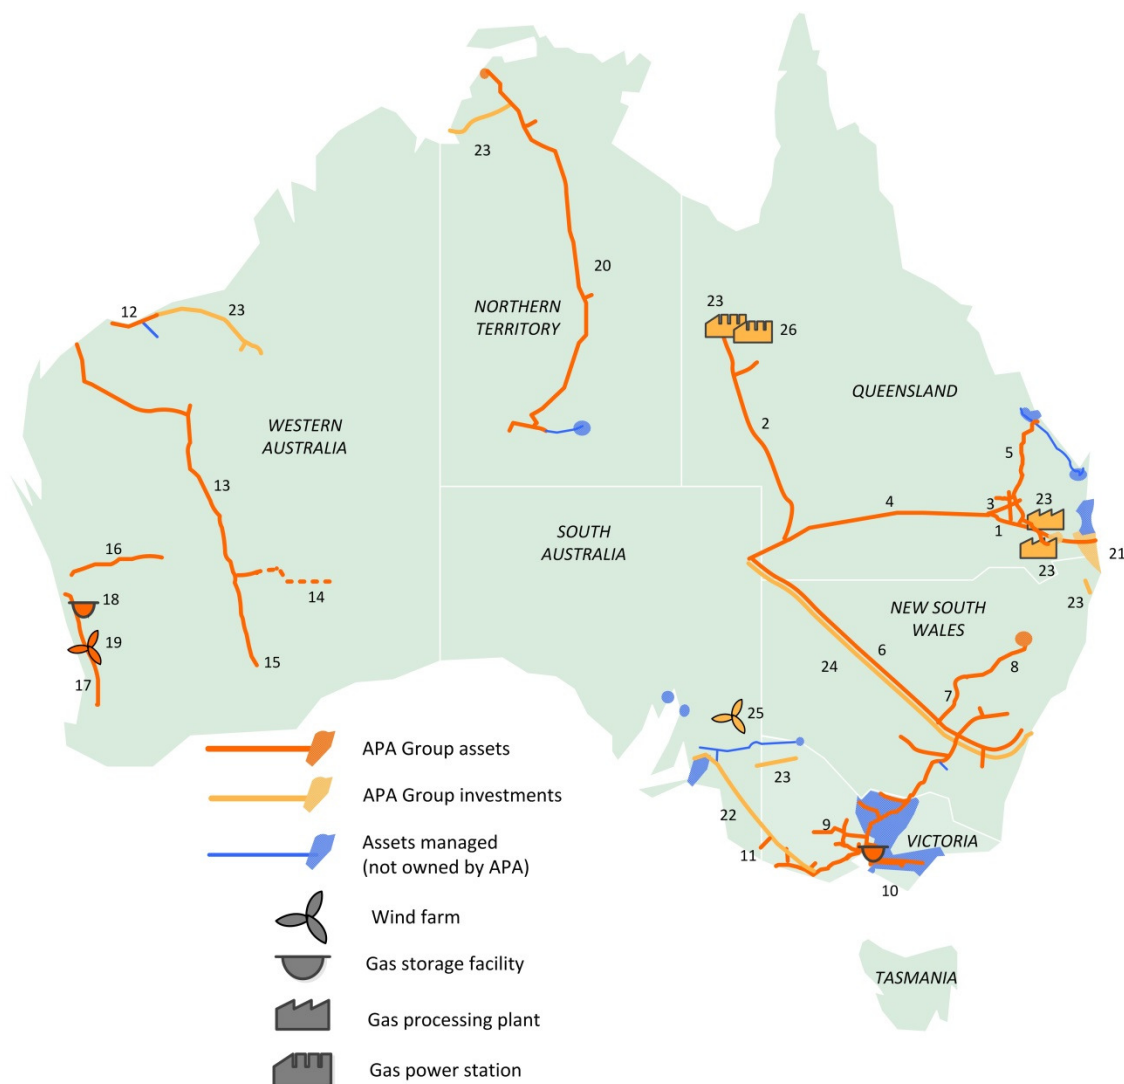 23
20
12
23
NORTHERN
TERRITORY
23
26
QUEENSLAND
WESTERN
AUSTRALIA
2
5
13
4
3
23
1
SOUTH
AUSTRALIA
16
21
23
14
18
NEW SOUTH
WALES
23
19
6
15
24
8
17
7
25
APA Group assets
23
APA Group investments
22
9
VICTORIA
Assets managed
(not owned by APA)
11
10
Wind farm
Gas storage facility
TASMANIA
Gas processing plant
Gas power station